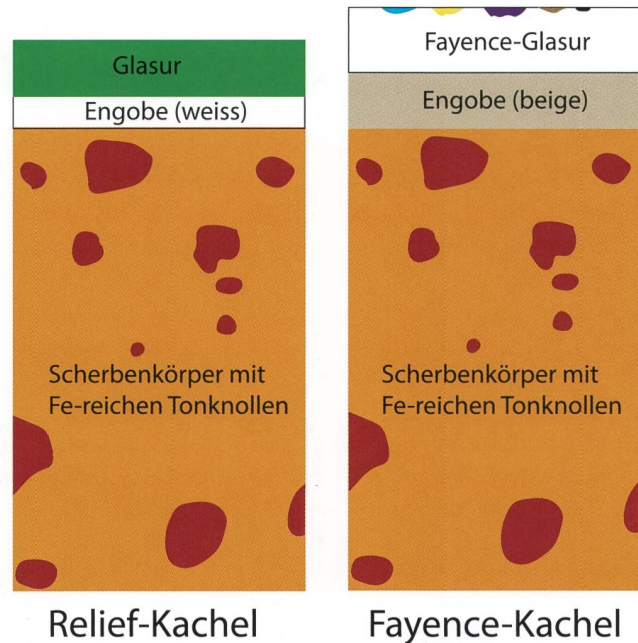 Glasur
Engobe (weiss)
Scherbenkörper mit
Fe-reichen Tonknollen
Relief-Kachel
Fayence-Glasur
Engobe (beige)
Scherbenkörper mit
Fe-reichen Tonknollen
Fayence-Kachel